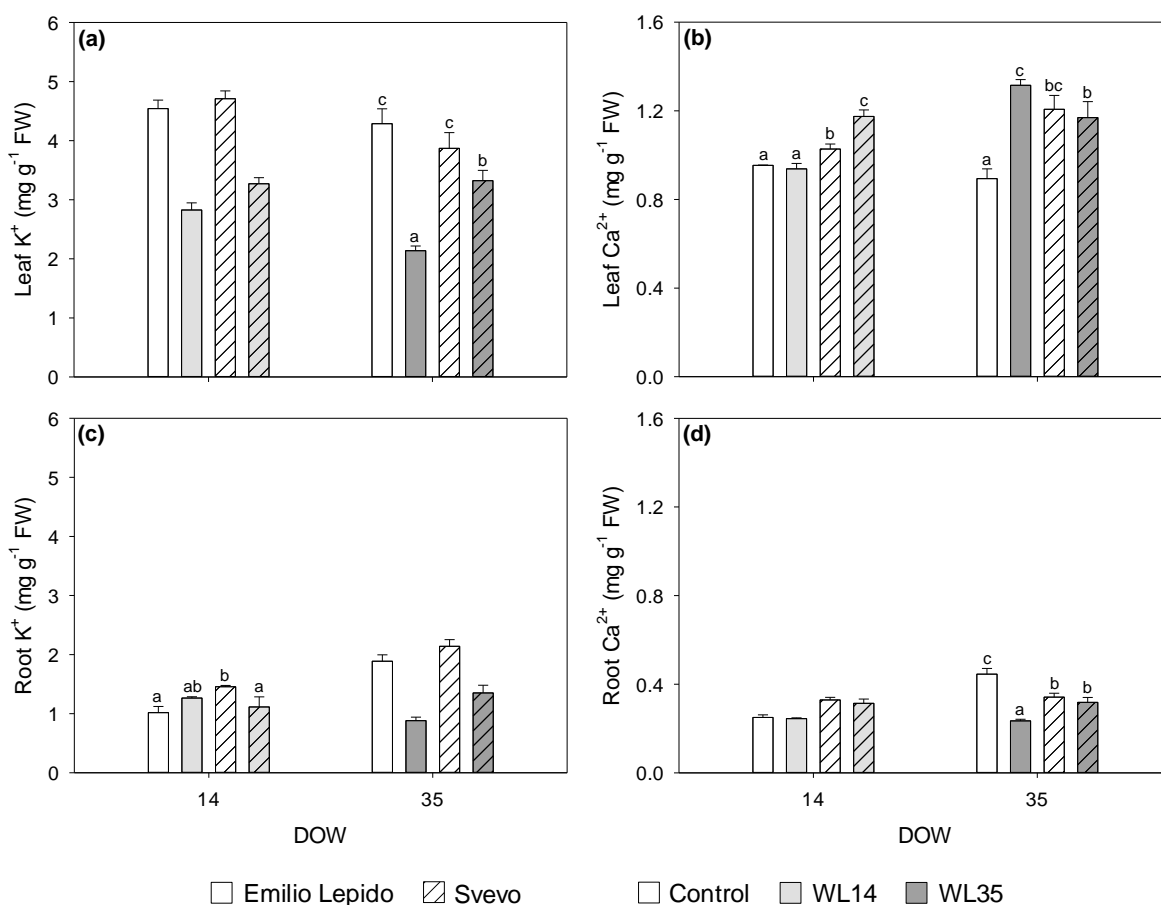 (a)
Leaf K⁺ (mg g⁻¹ FW)
6
5
4
3
2
1
0
c
a
c
b
14
35
(b)
Leaf Ca²⁺ (mg g⁻¹ FW)
1.6
1.2
0.8
0.4
0.0
a
a
b
c
a
c
bc
b
(c)
Root K⁺ (mg g⁻¹ FW)
6
5
4
3
2
1
0
a
ab
b
a
14
35
DOW
(d)
Root Ca²⁺ (mg g⁻¹ FW)
1.6
1.2
0.8
0.4
0.0
c
a
b
b
14
35
DOW
Emilio Lepido Svevo Control WL14 WL35